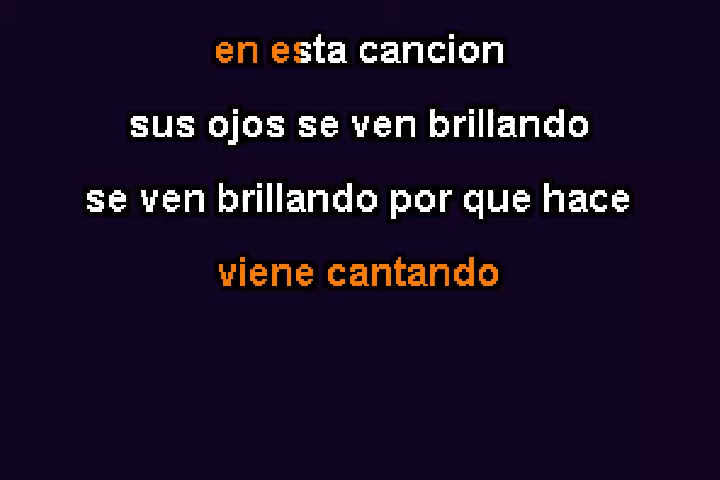 en esta cancion
sus ojos se ven brillando
se ven brillando por que hace
viene cantando